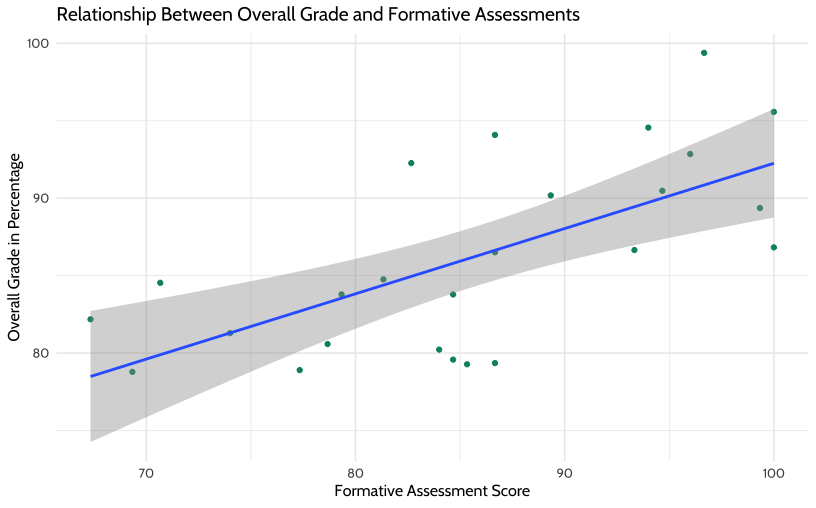 Relationship Between Overall Grade and Formative Assessments
100
90
80
Overall Grade in Percentage
70 80 90 100
Formative Assessment Score